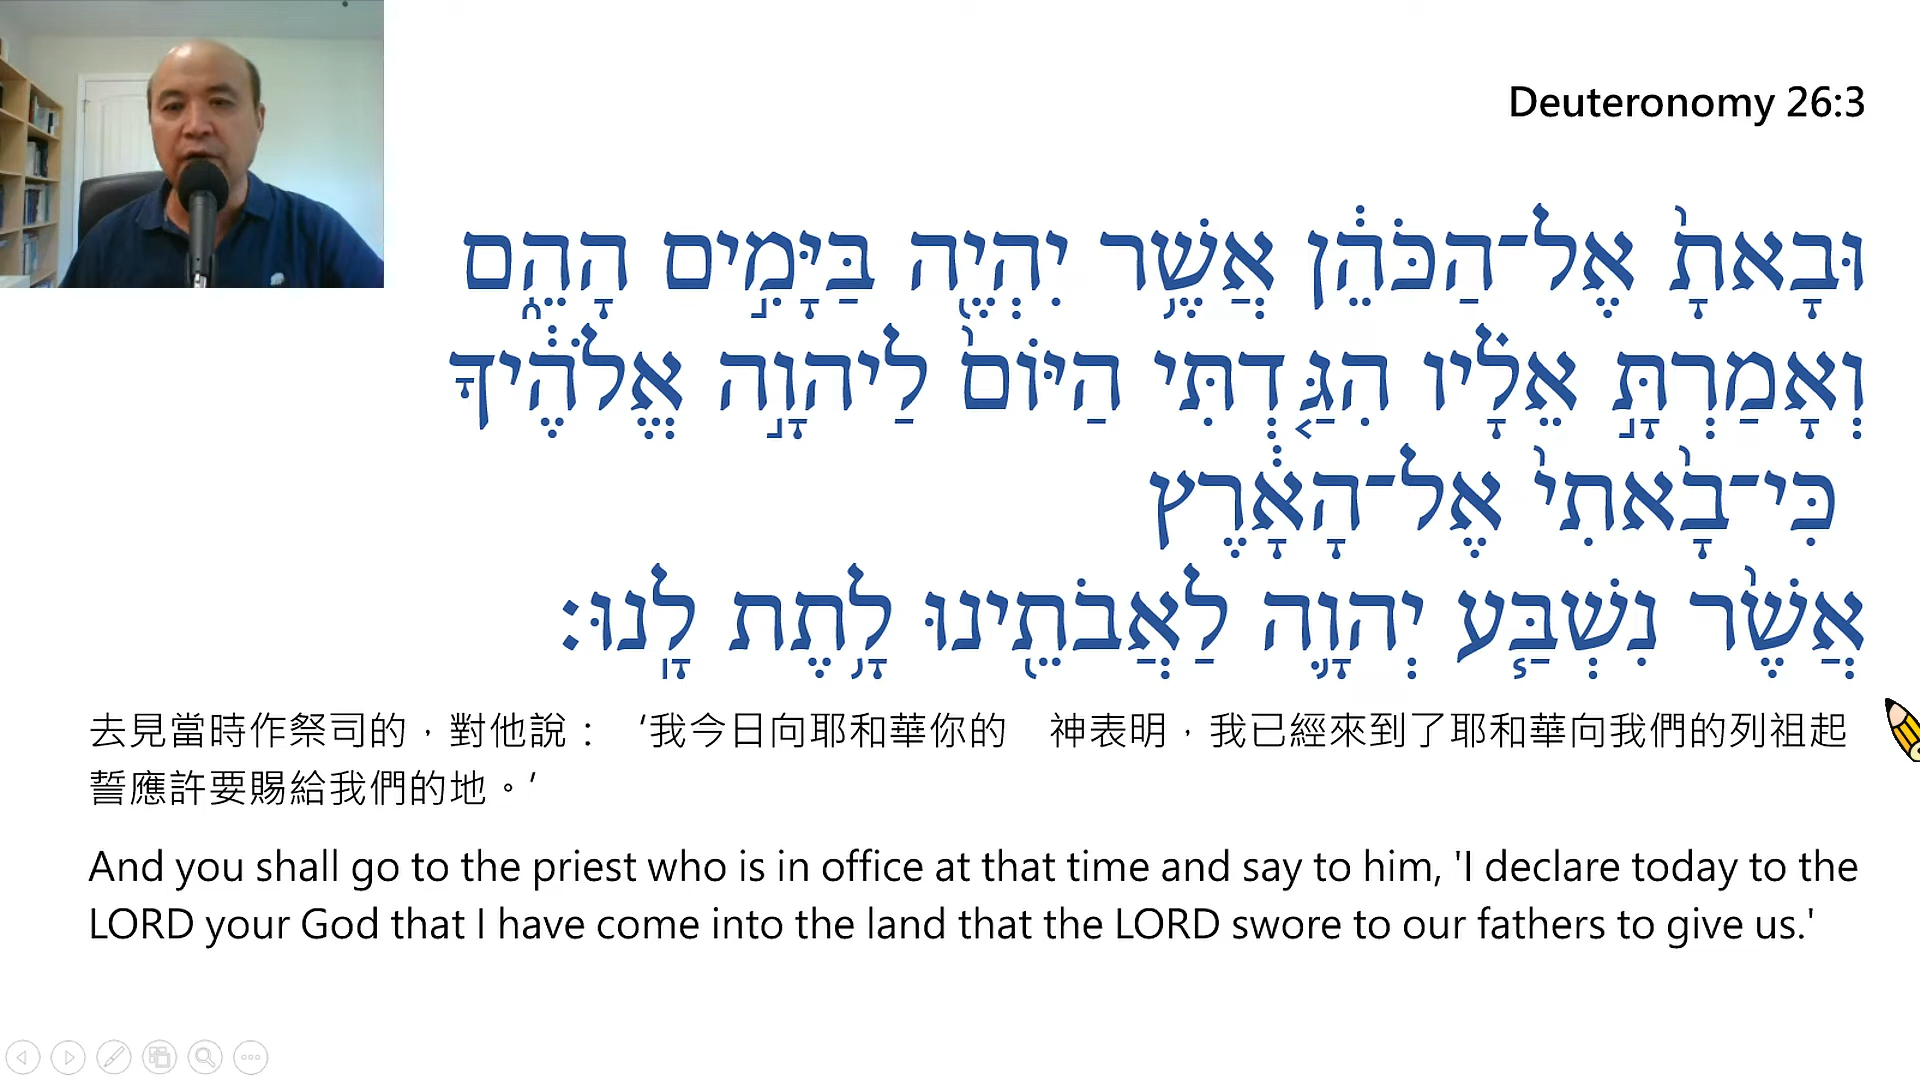 Deuteronomy 26:3
וּבָאתָ֙ אֶל־הַכֹּהֵ֔ן אֲשֶׁ֥ר יִהְיֶ֖ה בַּיָּמִ֣ים הָהֵ֑ם
וְאָמַרְתָּ֣ אֵלָ֗יו הִגַּ֤דְתִּי הַיּוֹם֙ לַיהוָ֣ה אֱלֹהֶ֔יךָ
כִּי־בָ֙אתִי֙ אֶל־הָאָ֔רֶץ
אֲשֶׁ֨ר נִשְׁבַּ֧ע יְהוָ֛ה לַאֲבֹתֵ֖ינוּ לָ֥תֶת לָֽנוּ׃
去見當時作祭司的，對他說： ‘我今日向耶和華你的　神表明，我已經來到了耶和華向我們的列祖起
誓應許要賜給我們的地。’
And you shall go to the priest who is in office at that time and say to him, 'I declare today to the
LORD your God that I have come into the land that the LORD swore to our fathers to give us.'